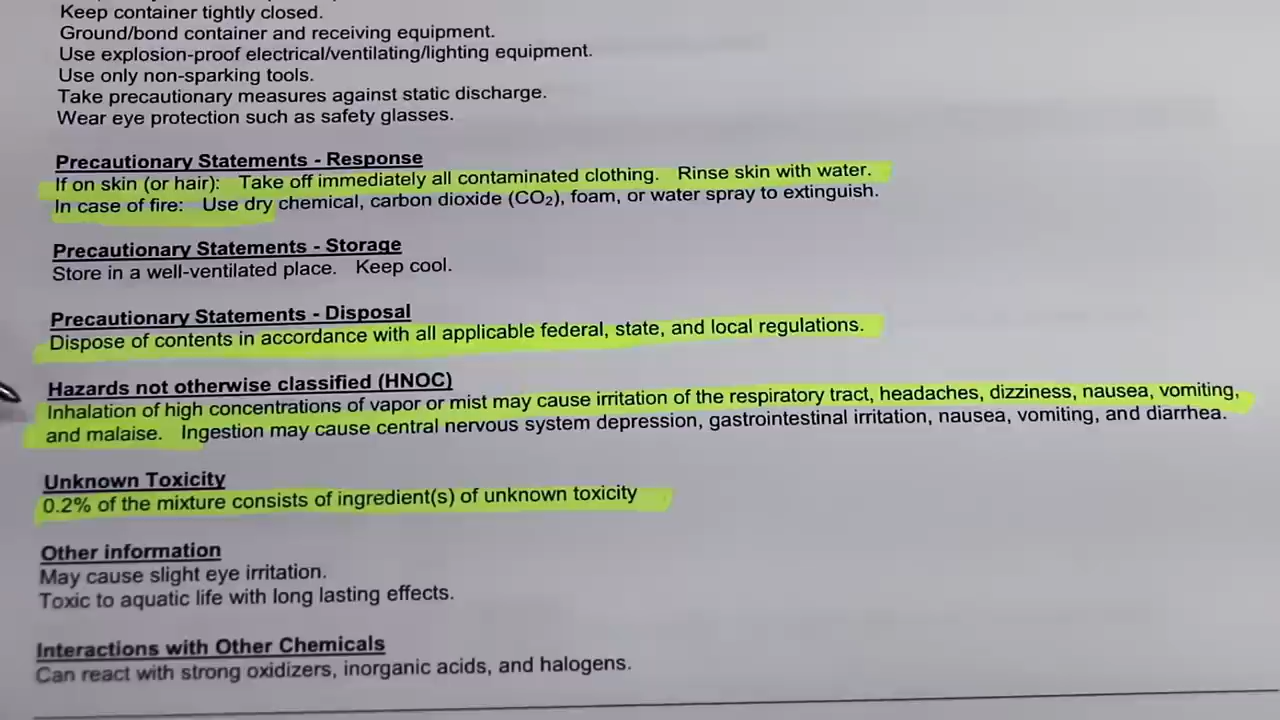 Keep container tightly closed.
Ground/bond container and receiving equipment.
Use explosion-proof electrical/ventilating/lighting equipment.
Use only non-sparking tools.
Take precautionary measures against static discharge.
Wear eye protection such as safety glasses.
Precautionary Statements - Response
If on skin (or hair): Take off immediately all contaminated clothing. Rinse skin with water.
In case of fire: Use dry chemical, carbon dioxide (CO₂), foam, or water spray to extinguish.
Precautionary Statements - Storage
Store in a well-ventilated place. Keep cool.
Precautionary Statements - Disposal
Dispose of contents in accordance with all applicable federal, state, and local regulations.
Hazards not otherwise classified (HNOC)
Inhalation of high concentrations of vapor or mist may cause irritation of the respiratory tract, headaches, dizziness, nausea, vomiting,
and malaise. Ingestion may cause central nervous system depression, gastrointestinal irritation, nausea, vomiting, and diarrhea.
Unknown Toxicity
0.2% of the mixture consists of ingredient(s) of unknown toxicity
Other information
May cause slight eye irritation.
Toxic to aquatic life with long lasting effects.
Interactions with Other Chemicals
Can react with strong oxidizers, inorganic acids, and halogens.